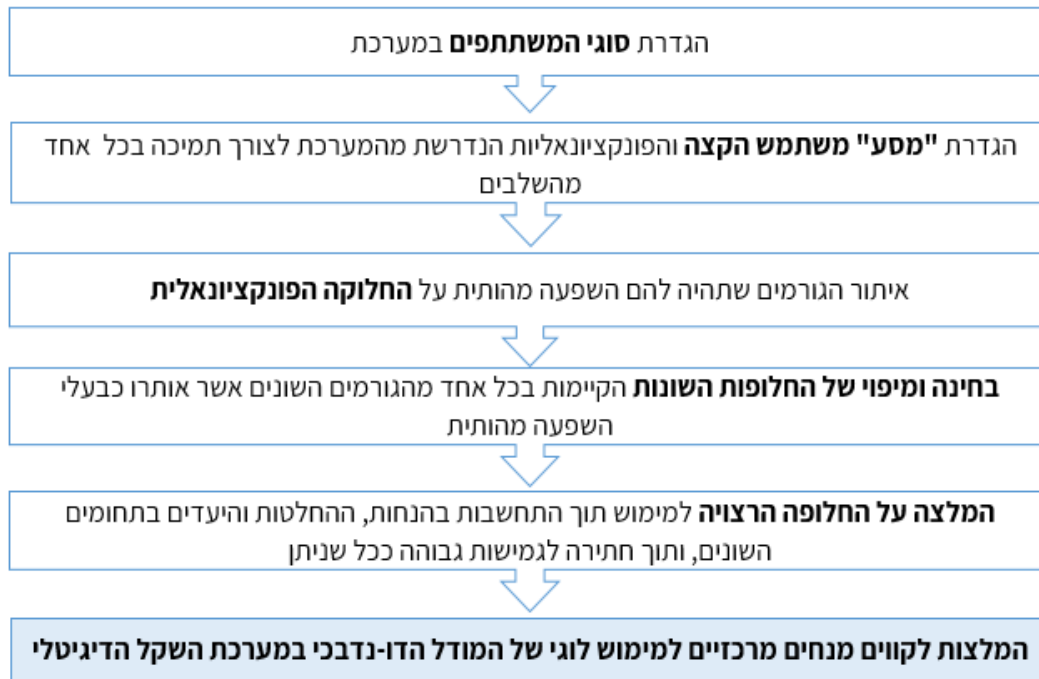 הגדרת סוגי המשתתפים במערכת
הגדרת "מסע" משתמש הקצה והפונקציונאליות הנדרשת מהמערכת לצורך תמיכה בכל אחד
מהשלבים
איתור הגורמים שתהיה להם השפעה מהותית על החלוקה הפונקציונאלית
בחינה ומיפוי של החלופות השונות הקיימות בכל אחד מהגורמים השונים אשר אותרו כבעלי
השפעה מהותית
המלצה על החלופה הרצויה למימוש תוך התחשבות בהנחות, ההחלטות והיעדים בתחומים
השונים, ותוך חתירה לגמישות גבוהה ככל שניתן
המלצות לקווים מנחים מרכזיים למימוש לוגי של המודל הדו-נדבכי במערכת השקל הדיגיטלי